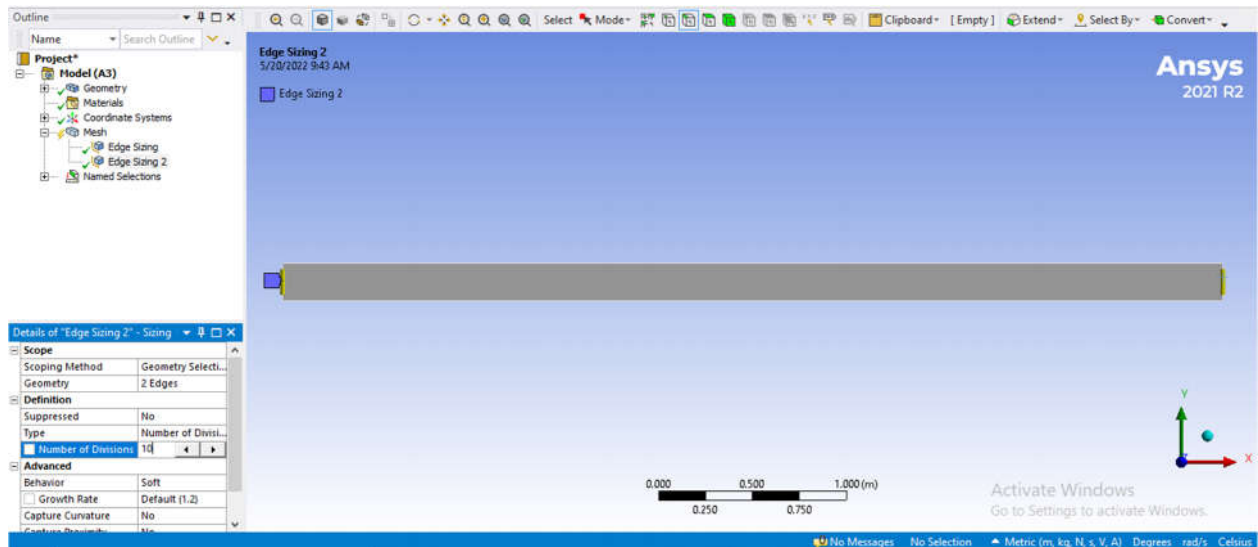 Outline
Select Mode Clipboard [Empty] Extend Select By Convert
Name Search Outline
Project*
Model (A3)
Geometry
Materials
Coordinate Systems
Mesh
Edge Sizing
Edge Sizing 2
Named Selections
Edge Sizing 2
5/20/2022 9:43 AM
Edge Sizing 2
Ansys
2021 R2
Details of "Edge Sizing 2" - Sizing
Scope
Scoping Method Geometry Selecti...
Geometry 2 Edges
Definition
Suppressed No
Type Number of Divisi...
Number of Divisions 10
Advanced
Behavior Soft
Growth Rate Default (1.2)
Capture Curvature No
Capture Proximity No
Y
X
0.000 0.500 1.000 (m)
0.250 0.750
Activate Windows
Go to Settings to activate Windows.
No Messages No Selection Metric (m, kg, N, s, V, A) Degrees rad/s Celsius